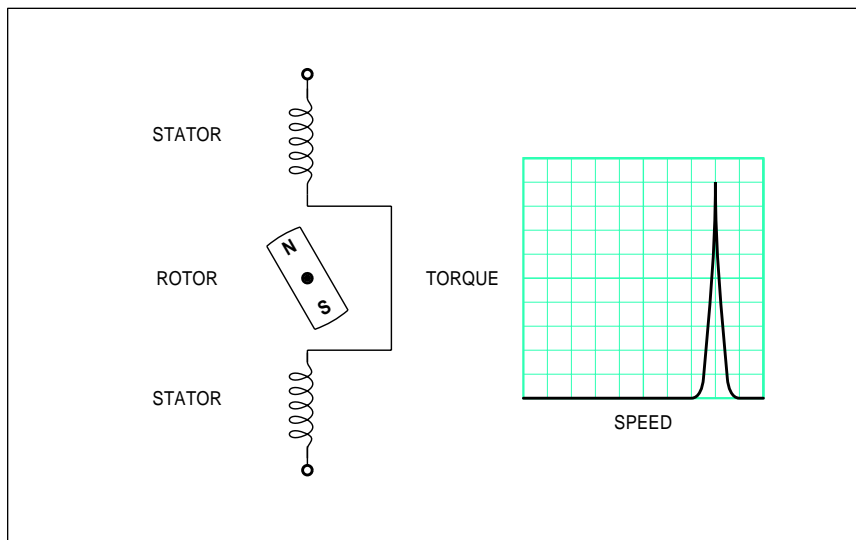 STATOR
N
ROTOR
S
STATOR
TORQUE
SPEED